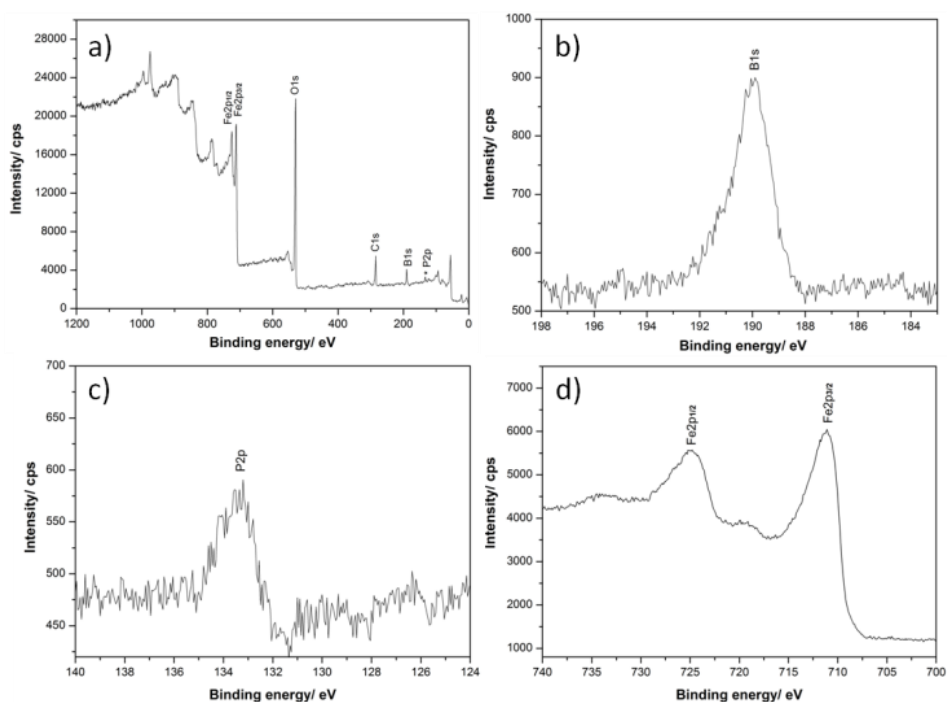 a)
Intensity/ cps
28000
24000
20000
16000
12000
8000
4000
0
Fe2p1/2
Fe2p3/2
O1s
C1s
B1s
* P2p
1200 1000 800 600 400 200 0
Binding energy/ eV
b)
Intensity/ cps
1000
900
800
700
600
500
B1s
198 196 194 192 190 188 186 184
Binding energy/ eV
c)
Intensity/ cps
700
650
600
550
500
450
P2p
140 138 136 134 132 130 128 126 124
Binding energy/ eV
d)
Intensity/ cps
7000
6000
5000
4000
3000
2000
1000
Fe2p1/2
Fe2p3/2
740 735 730 725 720 715 710 705 700
Binding energy/ eV